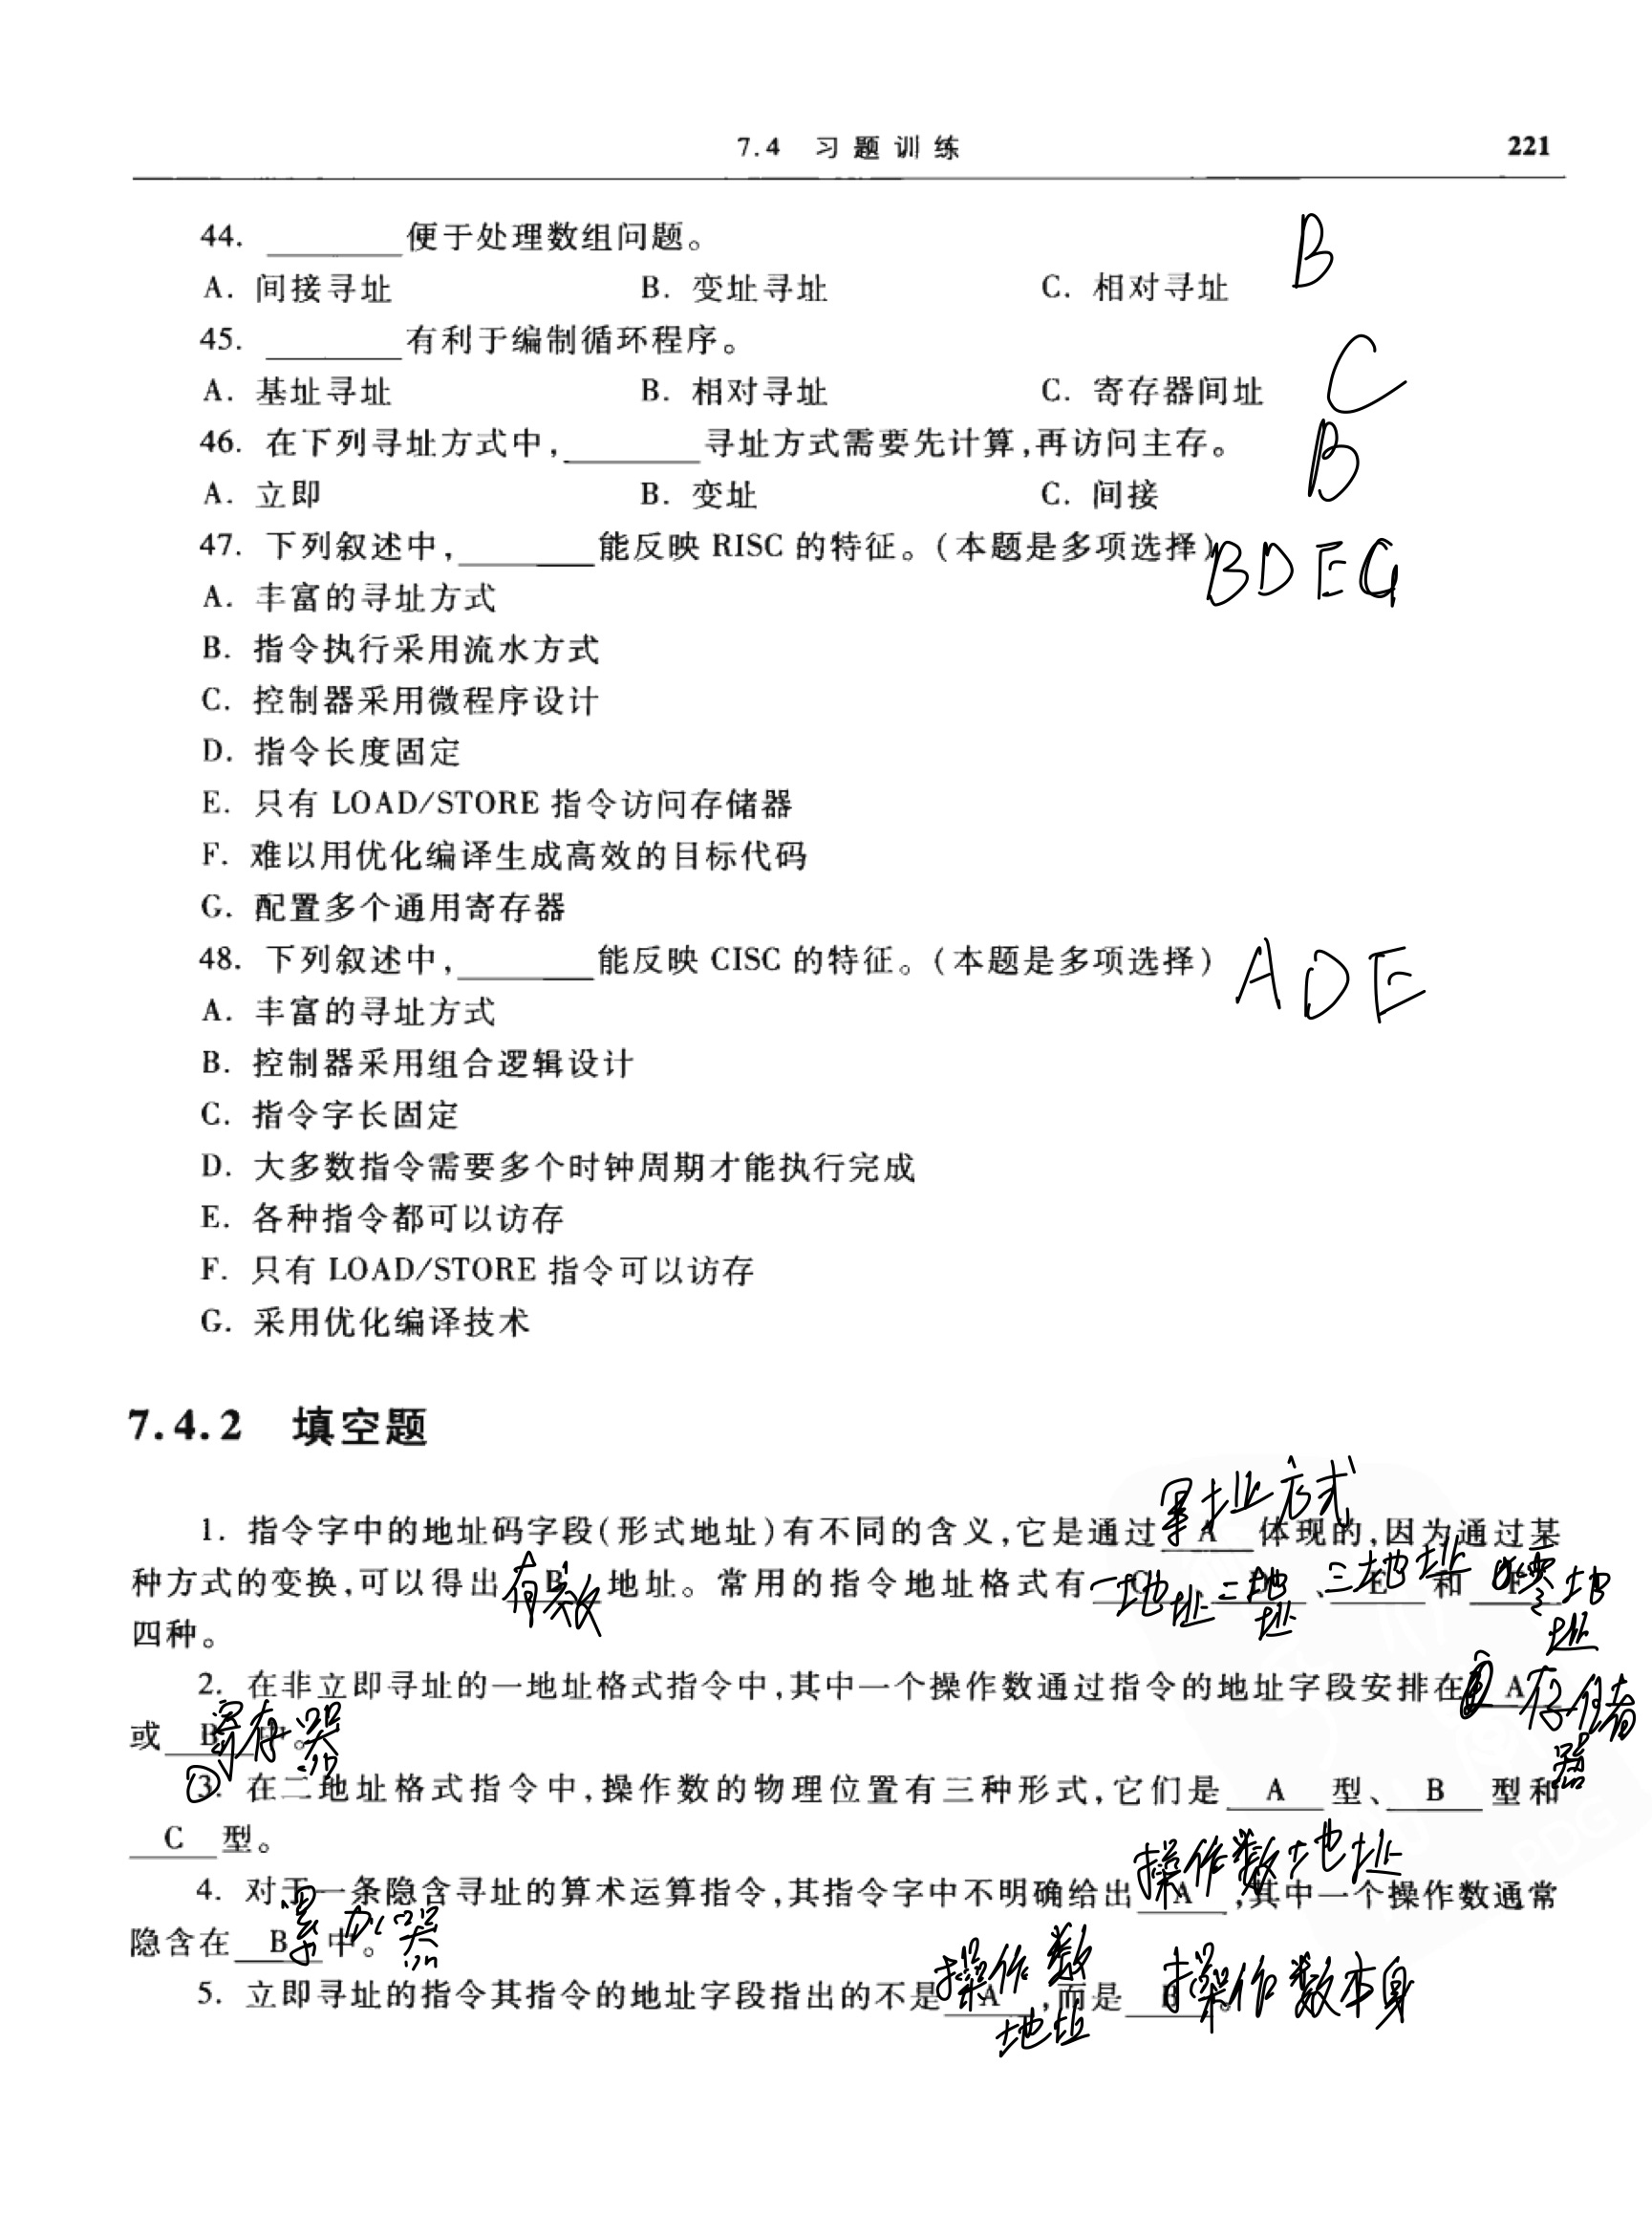 7.4 习题训练 221
44. ________便于处理数组问题。 B
A. 间接寻址 B. 变址寻址 C. 相对寻址
45. ________有利于编制循环程序。 C
A. 基址寻址 B. 相对寻址 C. 寄存器间址
46. 在下列寻址方式中,________寻址方式需要先计算,再访问主存。 B
A. 立即 B. 变址 C. 间接
47. 下列叙述中,________能反映 RISC 的特征。(本题是多项选择) BDEG
A. 丰富的寻址方式
B. 指令执行采用流水方式
C. 控制器采用微程序设计
D. 指令长度固定
E. 只有 LOAD/STORE 指令访问存储器
F. 难以用优化编译生成高效的目标代码
G. 配置多个通用寄存器
48. 下列叙述中,________能反映 CISC 的特征。(本题是多项选择) ADE
A. 丰富的寻址方式
B. 控制器采用组合逻辑设计
C. 指令字长固定
D. 大多数指令需要多个时钟周期才能执行完成
E. 各种指令都可以访存
F. 只有 LOAD/STORE 指令可以访存
G. 采用优化编译技术
7.4.2 填空题
寻址方式
1. 指令字中的地址码字段(形式地址)有不同的含义,它是通过 A 体现的,因为通过某
种方式的变换,可以得出 B 地址。常用的指令地址格式有 C 、 、 E 和 F
有效 一地址 二地址 三地址 零地址
四种。
2. 在非立即寻址的一地址格式指令中,其中一个操作数通过指令的地址字段安排在 A
或 B 中。 寄存器 存储器
3. 在二地址格式指令中,操作数的物理位置有三种形式,它们是 A 型、 B 型和
C 型。
操作数地址
4. 对于一条隐含寻址的算术运算指令,其指令字中不明确给出 A ,其中一个操作数通常
隐含在 B 中。 累加器
5. 立即寻址的指令其指令的地址字段指出的不是 A ,而是 B 。
操作数地址 操作数本身
PDG